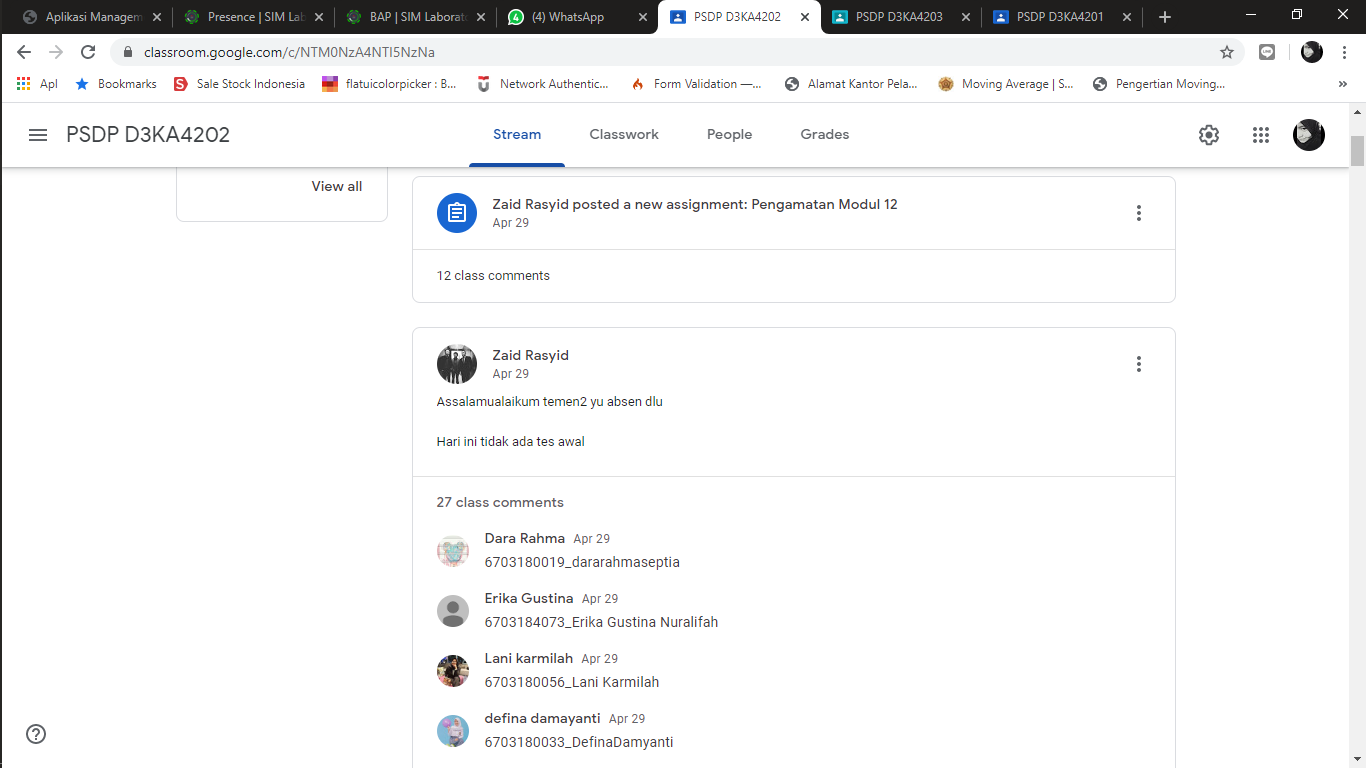 Aplikasi Managem
Presence | SIM Lab
BAP | SIM Laborat
(4) WhatsApp
PSDP D3KA4202
PSDP D3KA4203
PSDP D3KA4201
classroom.google.com/c/NTM0NzA4NTI5NzNa
Apl
Bookmarks
Sale Stock Indonesia
flatuicolorpicker : B...
Network Authentic...
Form Validation —...
Alamat Kantor Pela...
Moving Average | S...
Pengertian Moving...
PSDP D3KA4202
Stream
Classwork
People
Grades
View all
Zaid Rasyid posted a new assignment: Pengamatan Modul 12
Apr 29
12 class comments
Zaid Rasyid
Apr 29
Assalamualaikum temen2 yu absen dlu
Hari ini tidak ada tes awal
27 class comments
Dara Rahma Apr 29
6703180019_dararahmaseptia
Erika Gustina Apr 29
6703184073_Erika Gustina Nuralifah
Lani karmilah Apr 29
6703180056_Lani Karmilah
defina damayanti Apr 29
6703180033_DefinaDamyanti